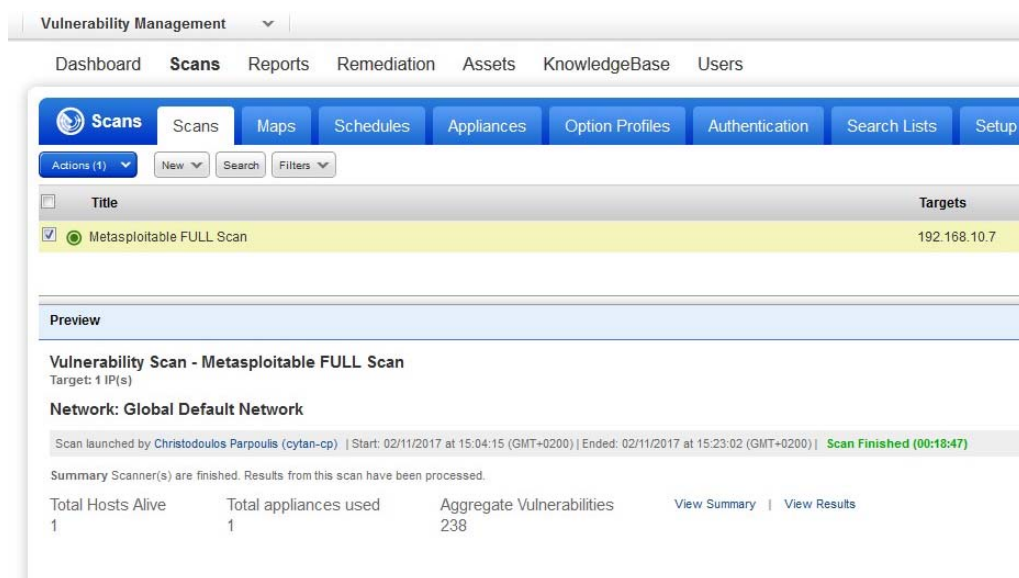 Vulnerability Management
Dashboard Scans Reports Remediation Assets KnowledgeBase Users
Scans Scans Maps Schedules Appliances Option Profiles Authentication Search Lists Setup
Actions (1) New Search Filters
Title Targets
Metasploitable FULL Scan 192.168.10.7
Preview
Vulnerability Scan - Metasploitable FULL Scan
Target: 1 IP(s)
Network: Global Default Network
Scan launched by Christodoulos Parpoulis (cytan-cp) | Start: 02/11/2017 at 15:04:15 (GMT+0200) | Ended: 02/11/2017 at 15:23:02 (GMT+0200) | Scan Finished (00:18:47)
Summary Scanner(s) are finished. Results from this scan have been processed.
Total Hosts Alive Total appliances used Aggregate Vulnerabilities View Summary | View Results
1 1 238